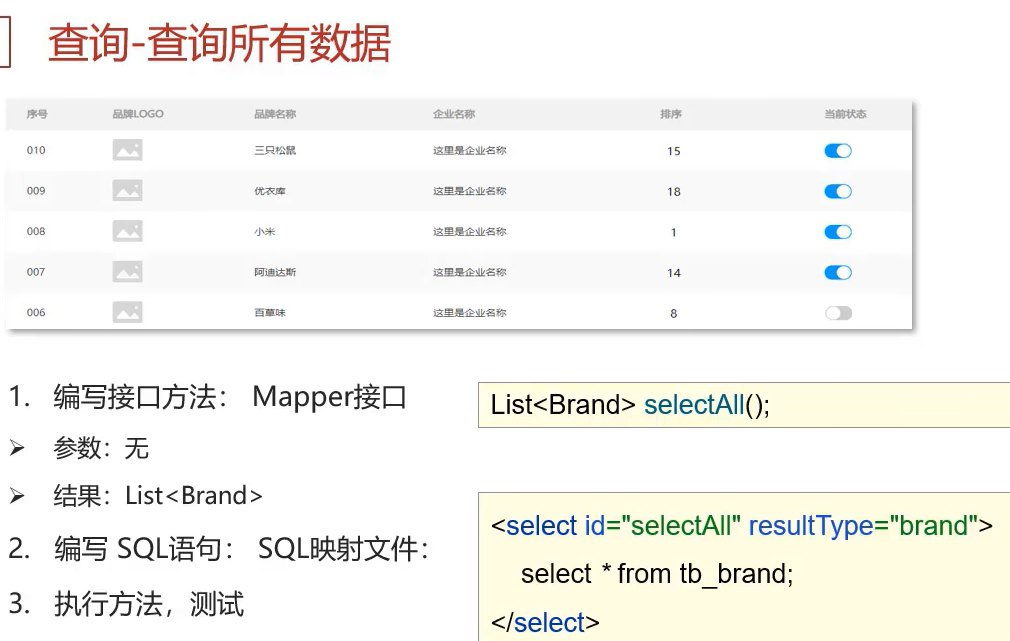 查询-查询所有数据
序号 品牌LOGO 品牌名称 企业名称 排序 当前状态
010 三只松鼠 这里是企业名称 15
009 优衣库 这里是企业名称 18
008 小米 这里是企业名称 1
007 阿迪达斯 这里是企业名称 14
006 百草味 这里是企业名称 8
1. 编写接口方法： Mapper接口
➢ 参数：无
➢ 结果：List<Brand>
2. 编写 SQL语句： SQL映射文件：
3. 执行方法，测试
List<Brand> selectAll();
<select id="selectAll" resultType="brand">
select * from tb_brand;
</select>